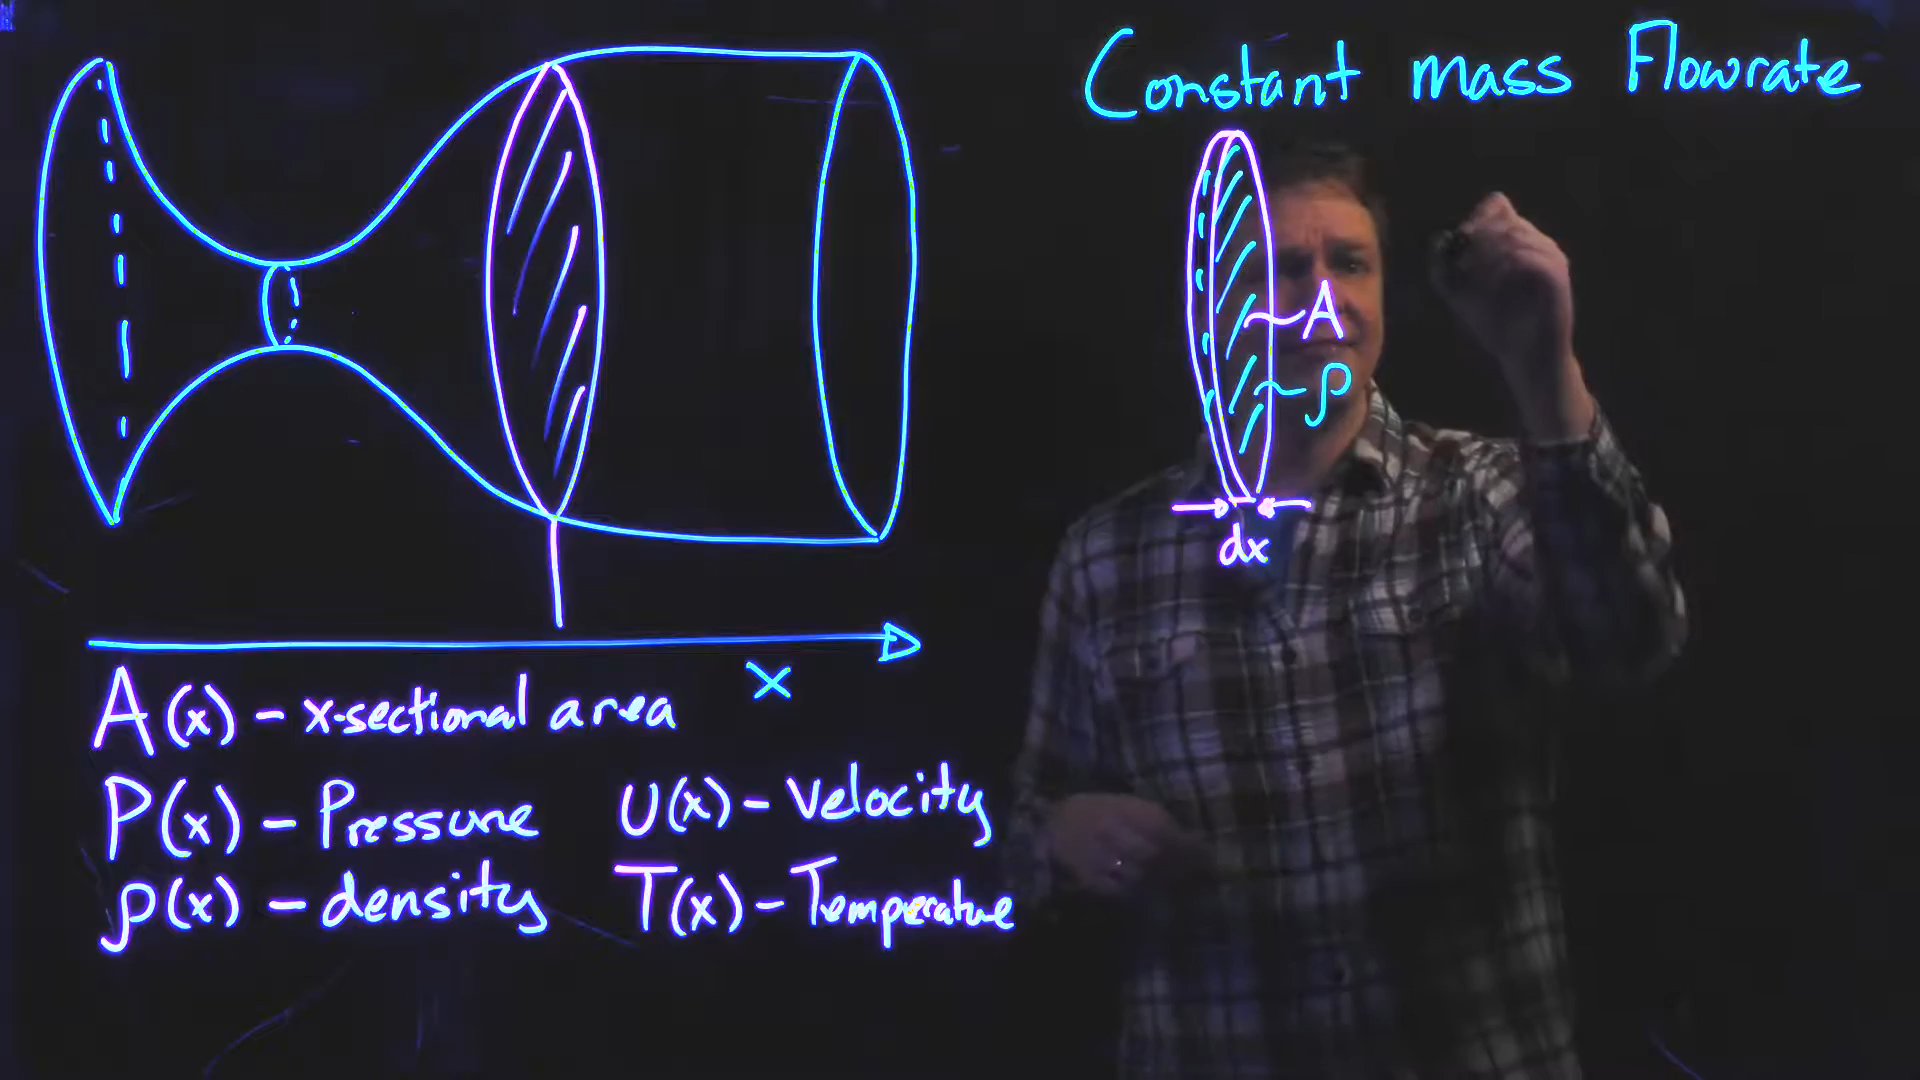 Constant mass Flowrate
A
ρ
dx
x
A(x) - x-sectional area
P(x) - Pressure
U(x) - Velocity
ρ(x) - density
T(x) - Temperature